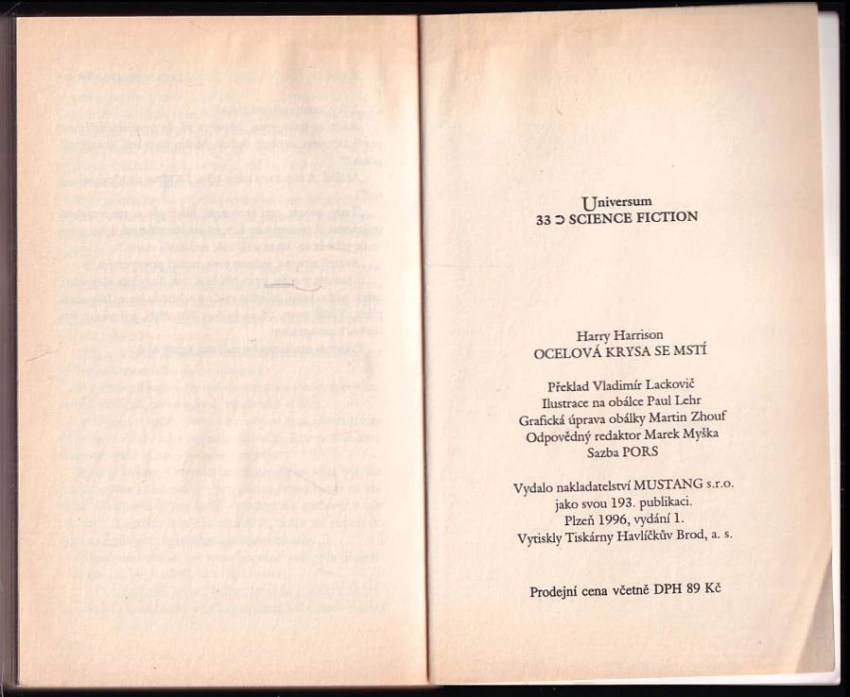 Universum
33 Ɔ SCIENCE FICTION
Harry Harrison
OCELOVÁ KRYSA SE MSTÍ
Překlad Vladimír Lackovič
Ilustrace na obálce Paul Lehr
Grafická úprava obálky Martin Zhouf
Odpovědný redaktor Marek Myška
Sazba PORS
Vydalo nakladatelství MUSTANG s.r.o.
jako svou 193. publikaci.
Plzeň 1996, vydání 1.
Vytiskly Tiskárny Havlíčkův Brod, a. s.
Prodejní cena včetně DPH 89 Kč